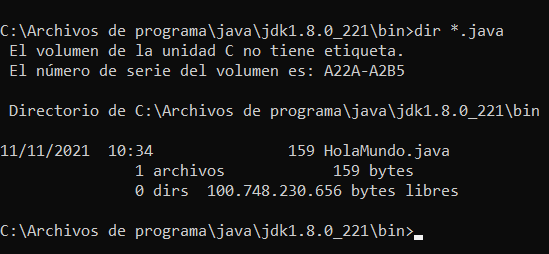 C:\Archivos de programa\java\jdk1.8.0_221\bin>dir *.java
El volumen de la unidad C no tiene etiqueta.
El número de serie del volumen es: A22A-A2B5
Directorio de C:\Archivos de programa\java\jdk1.8.0_221\bin
11/11/2021  10:34               159 HolaMundo.java
1 archivos            159 bytes
0 dirs  100.748.230.656 bytes libres
C:\Archivos de programa\java\jdk1.8.0_221\bin>